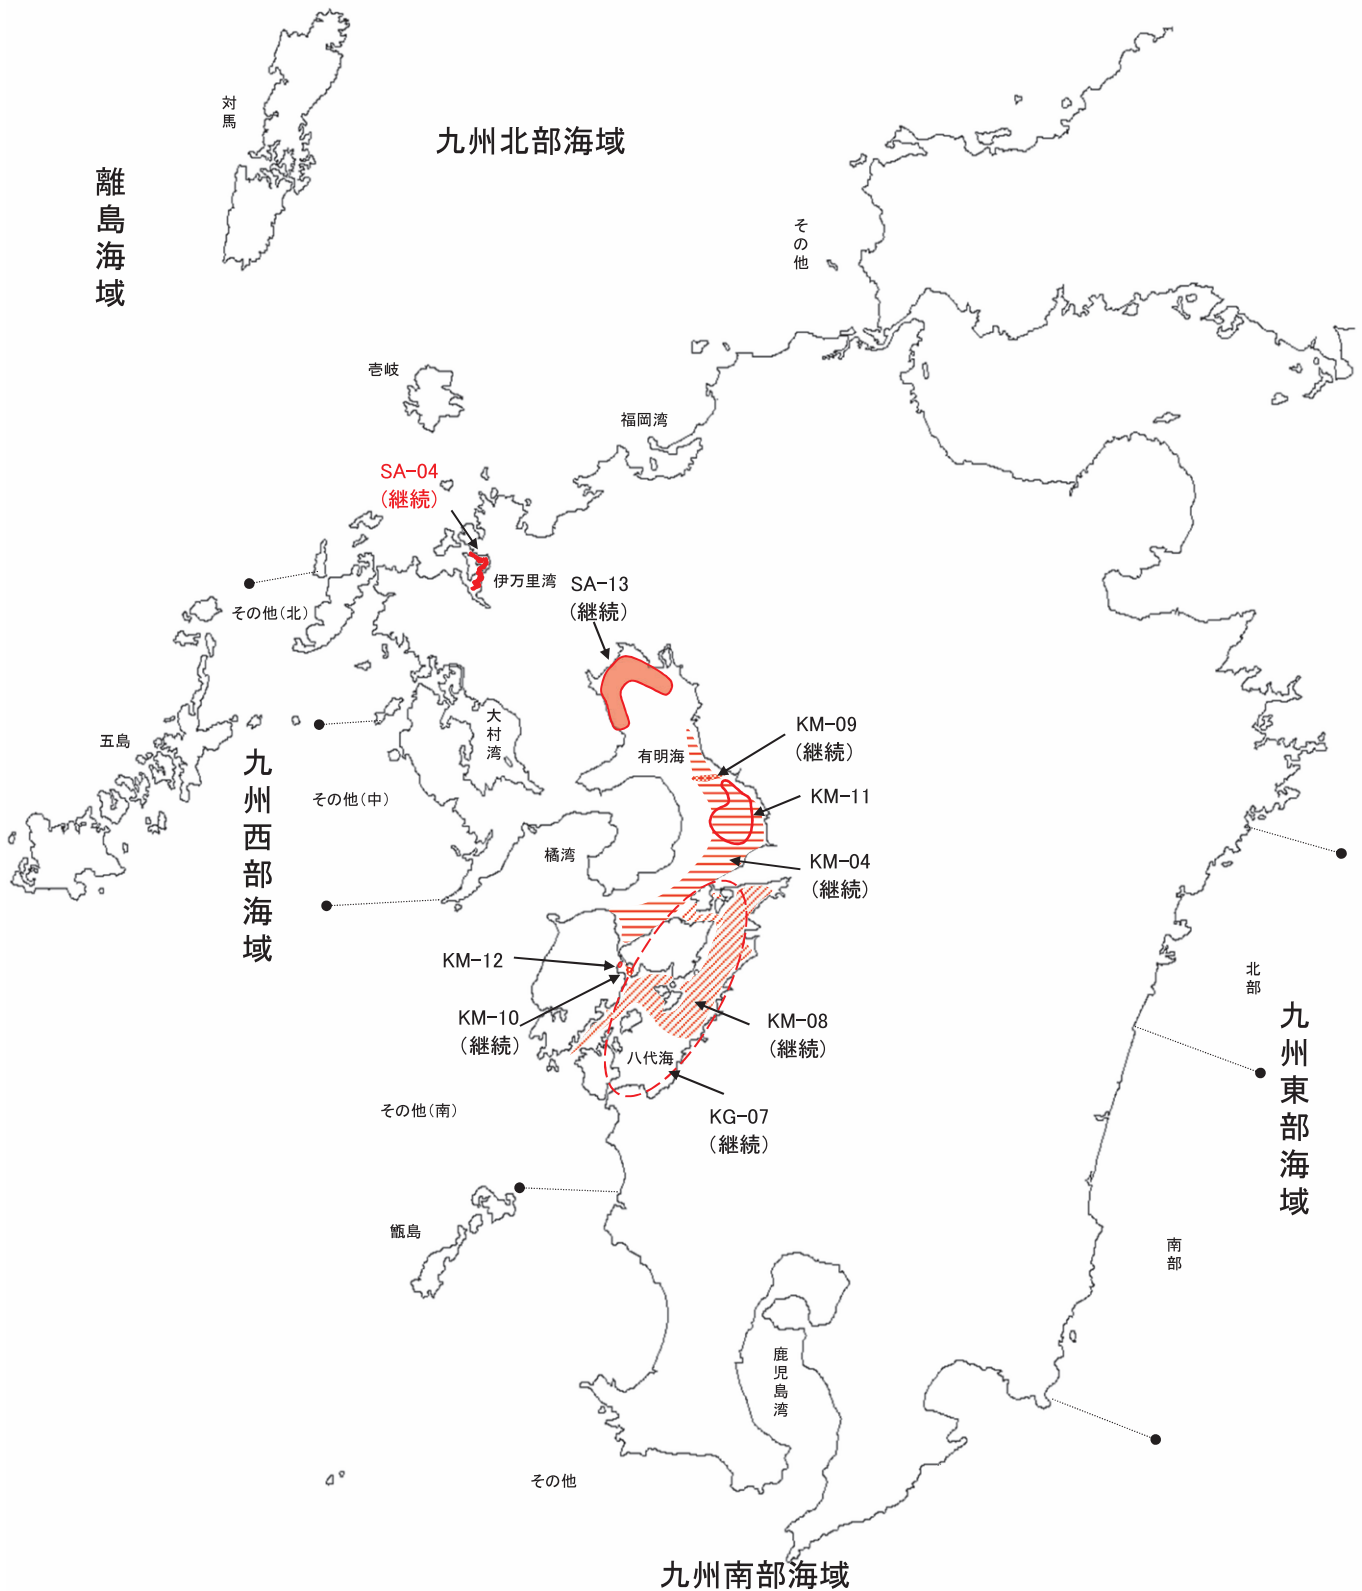 対馬
九州北部海域
離島海域
その他
壱岐
福岡湾
SA-04
(継続)
伊万里湾
SA-13
(継続)
その他(北)
大村湾
五島
九州西部海域
有明海
KM-09
(継続)
その他(中)
KM-11
橘湾
KM-04
(継続)
KM-12
KM-10
(継続)
KM-08
(継続)
北部
九州東部海域
八代海
その他(南)
KG-07
(継続)
甑島
南部
鹿児島湾
その他
九州南部海域